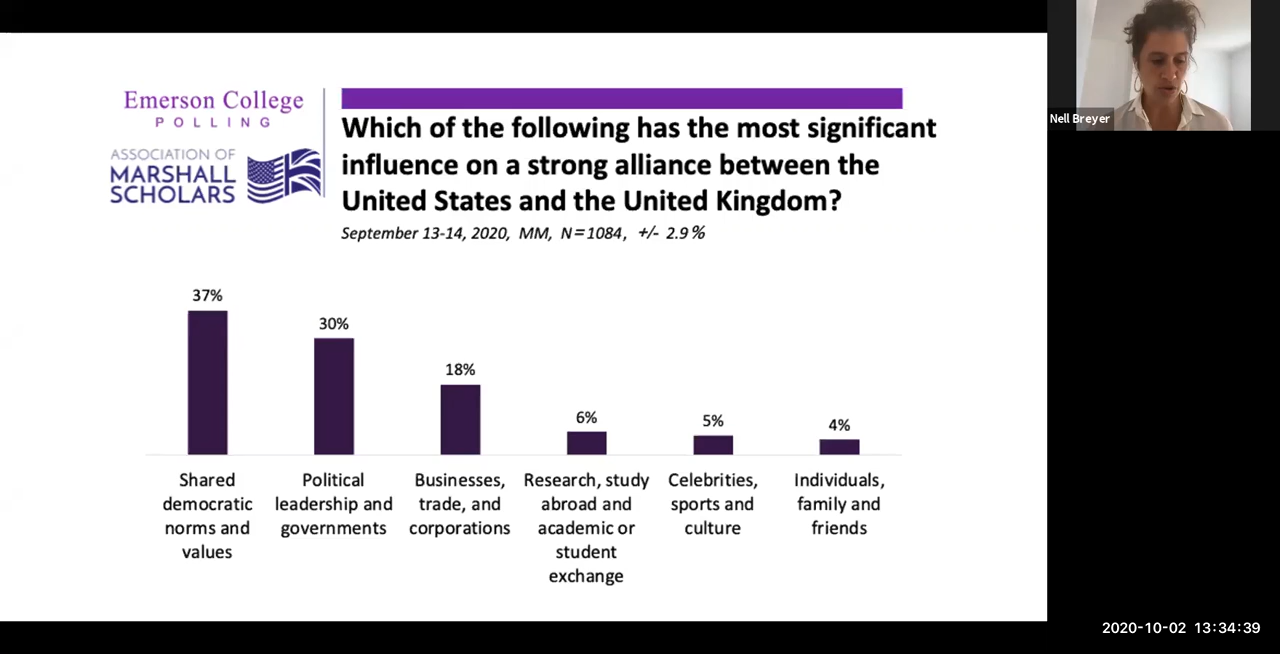 Emerson College
POLLING
ASSOCIATION OF
MARSHALL
SCHOLARS
Which of the following has the most significant
influence on a strong alliance between the
United States and the United Kingdom?
September 13-14, 2020, MM, N=1084, +/- 2.9%
37%
30%
18%
6%
5%
4%
Shared
democratic
norms and
values
Political
leadership and
governments
Businesses,
trade, and
corporations
Research, study
abroad and
academic or
student
exchange
Celebrities,
sports and
culture
Individuals,
family and
friends
Nell Breyer
2020-10-02 13:34:39